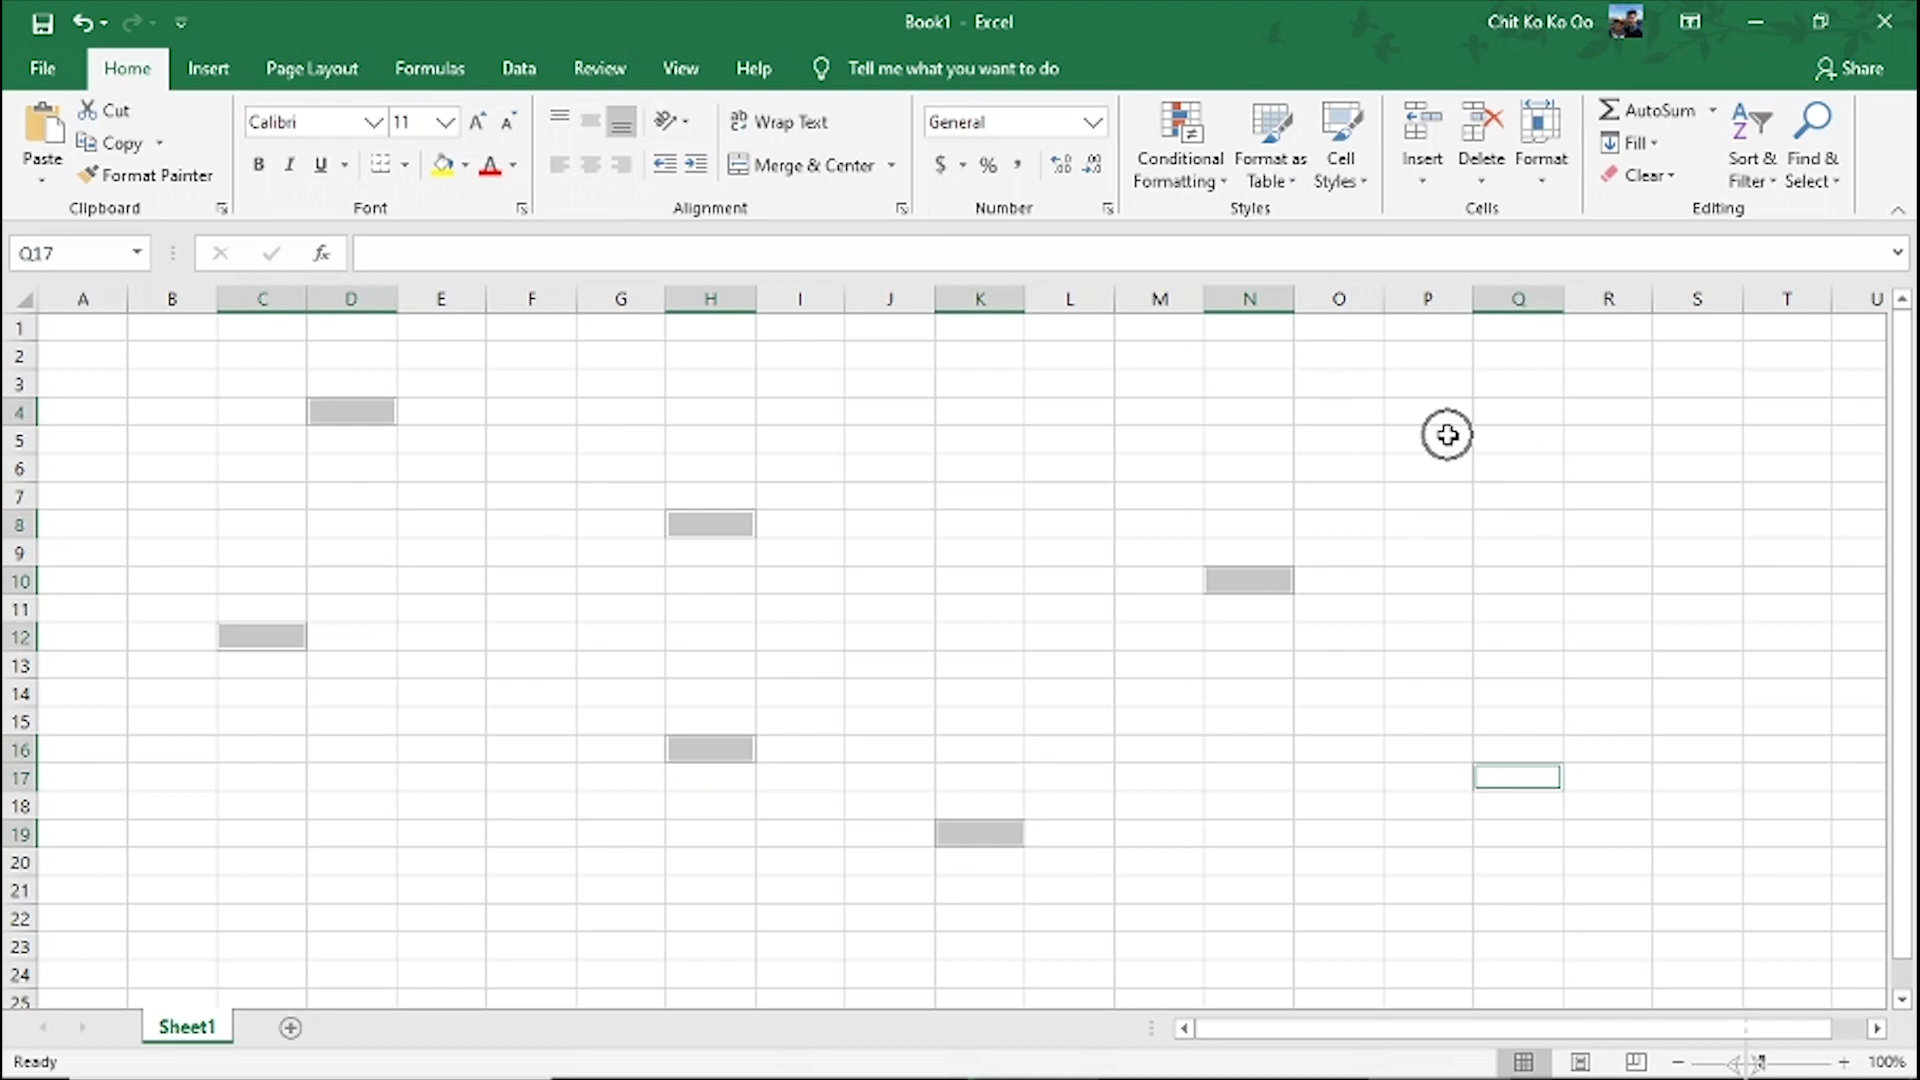 Book1 - Excel
Chit Ko Ko Oo
File Home Insert Page Layout Formulas Data Review View Help Tell me what you want to do Share
Paste Cut Copy Format Painter
Clipboard
Calibri 11
B I U A
Font
Wrap Text
Merge & Center
Alignment
General
$ % ,
Number
Conditional Formatting
Format as Table
Cell Styles
Styles
Insert Delete Format
Cells
AutoSum
Fill
Clear
Sort & Filter
Find & Select
Editing
Q17 fx
A B C D E F G H I J K L M N O P Q R S T U
1
2
3
4
5
6
7
8
9
10
11
12
13
14
15
16
17
18
19
20
21
22
23
24
25
Sheet1
Ready 100%